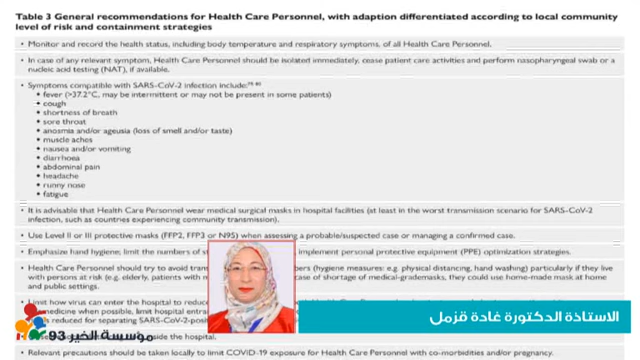 Table 3 General recommendations for Health Care Personnel, with adaption differentiated according to local community
level of risk and containment strategies
• Monitor and record the health status, including body temperature and respiratory symptoms, of all Health Care Personnel.
• In case of any relevant symptom, Health Care Personnel should be isolated immediately, cease patient care activities and perform nasopharyngeal swab or
a nucleic acid testing (NAT), if available.
• Symptoms compatible with SARS-CoV-2 infection include:
• fever (>37.2°C, may be intermittent or may not be present in some patients)
• cough
• shortness of breath
• sore throat
• anosmia and/or ageusia (loss of smell and/or taste)
• muscle aches
• nausea and/or vomiting
• diarrhoea
• abdominal pain
• headache
• runny nose
• fatigue
• It is advisable that Health Care Personnel wear medical surgical masks in hospital facilities (at least in the worst transmission scenario for SARS-CoV-2
infection, such as countries experiencing community transmission).
• Use Level II or III protective masks (FFP2, FFP3 or N95) when assessing a probable/suspected case or managing a confirmed case.
Emphasize hand hygiene; limit the numbers of implement personal protective equipment (PPE) optimization strategies.
Health Care Personnel should try to avoid (hygiene measures: e.g. physical distancing, hand washing) particularly if they live
with persons at risk (e.g. elderly, patients with case of shortage of medical-grade masks, they could use home-made mask at home
and public settings.
Limit how virus can enter the hospital to
when possible, limit hospital
reduced for separating
الاستاذة الدكتورة غادة قزمل
مؤسسة الخير 93
the hospital.
• Relevant precautions should be taken locally to limit COVID-19 exposure for Health Care Personnel with co-morbidities and/or pregnancy.